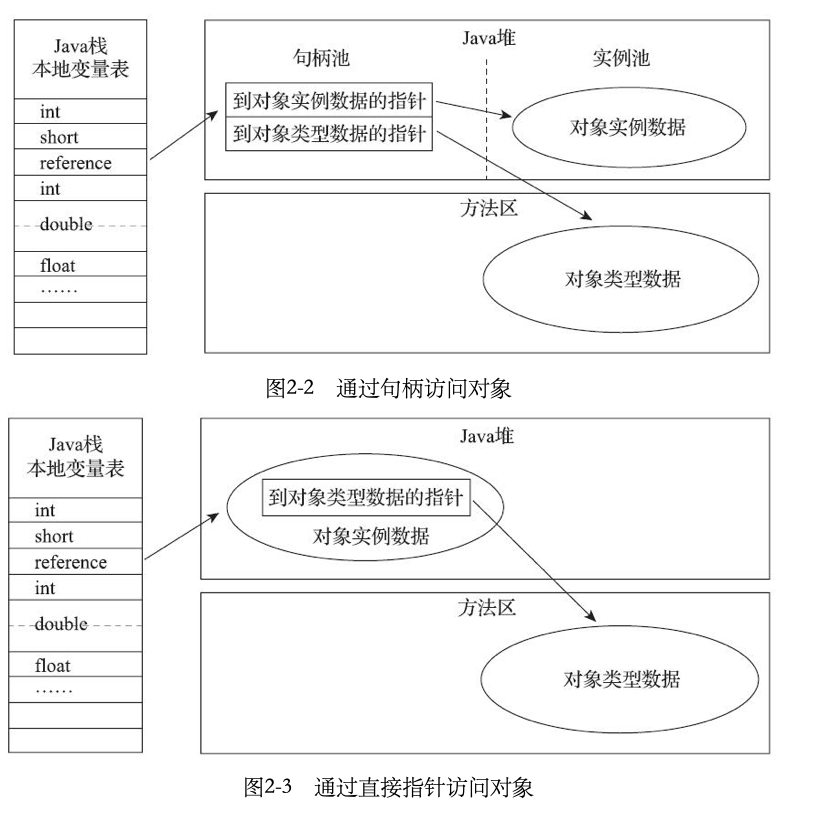 Java栈
本地变量表
int
short
reference
int
double
float
……
Java堆
句柄池
实例池
到对象实例数据的指针
到对象类型数据的指针
对象实例数据
方法区
对象类型数据
图2-2 通过句柄访问对象
Java栈
本地变量表
int
short
reference
int
double
float
……
Java堆
到对象类型数据的指针
对象实例数据
方法区
对象类型数据
图2-3 通过直接指针访问对象